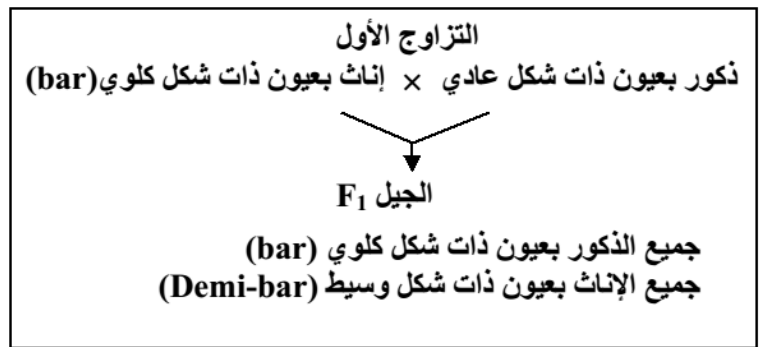 التزاوج الأول
ذكور بعيون ذات شكل عادي × إناث بعيون ذات شكل كلوي(bar)
الجيل F₁
جميع الذكور بعيون ذات شكل كلوي (bar)
جميع الإناث بعيون ذات شكل وسيط (Demi-bar)